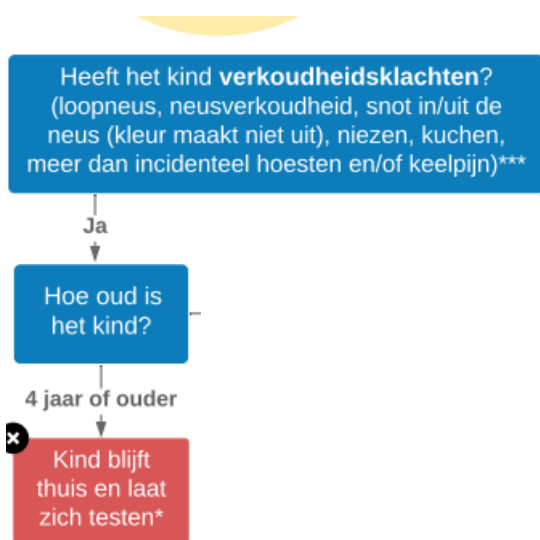 Heeft het kind verkoudheidsklachten?
(loopneus, neusverkoudheid, snot in/uit de
neus (kleur maakt niet uit), niezen, kuchen,
meer dan incidenteel hoesten en/of keelpijn)***
Ja
Hoe oud is
het kind?
4 jaar of ouder
Kind blijft
thuis en laat
zich testen*